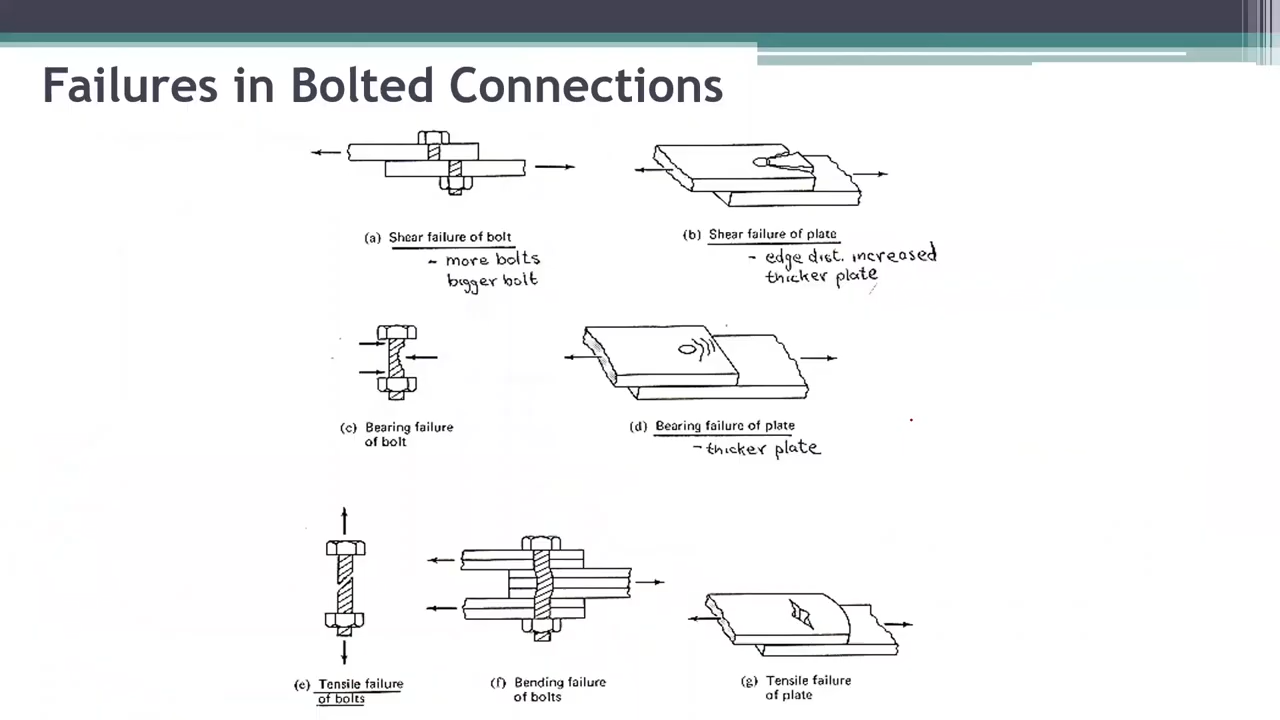 Failures in Bolted Connections
(a) Shear failure of bolt
- more bolts
bigger bolt
(b) Shear failure of plate
- edge dist. increased
thicker plate
(c) Bearing failure
of bolt
(d) Bearing failure of plate
- thicker plate
(e) Tensile failure
of bolts
(f) Bending failure
of bolts
(g) Tensile failure
of plate